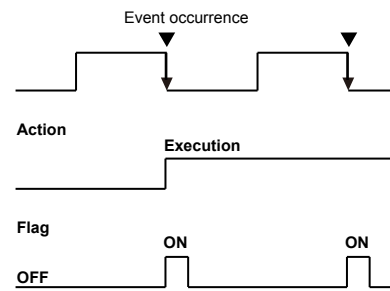 Event occurrence
Action
Execution
Flag
ON ON
OFF